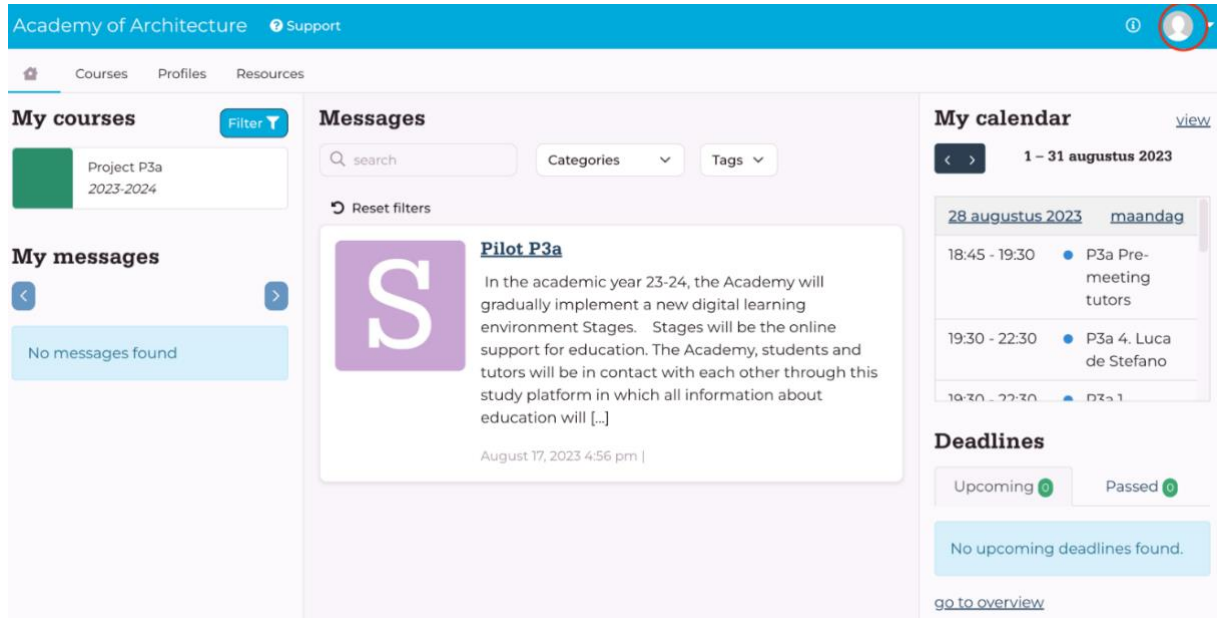 Academy of Architecture
Support
Courses
Profiles
Resources
My courses
Filter
Project P3a
2023-2024
My messages
No messages found
Messages
search
Categories
Tags
Reset filters
S
Pilot P3a
In the academic year 23-24, the Academy will
gradually implement a new digital learning
environment Stages. Stages will be the online
support for education. The Academy, students and
tutors will be in contact with each other through this
study platform in which all information about
education will [...]
August 17, 2023 4:56 pm |
My calendar
view
1 – 31 augustus 2023
28 augustus 2023 maandag
18:45 - 19:30 P3a Pre-
meeting
tutors
19:30 - 22:30 P3a 4. Luca
de Stefano
19:30 - 22:30 P3a 1
Deadlines
Upcoming 0
Passed 0
No upcoming deadlines found.
go to overview